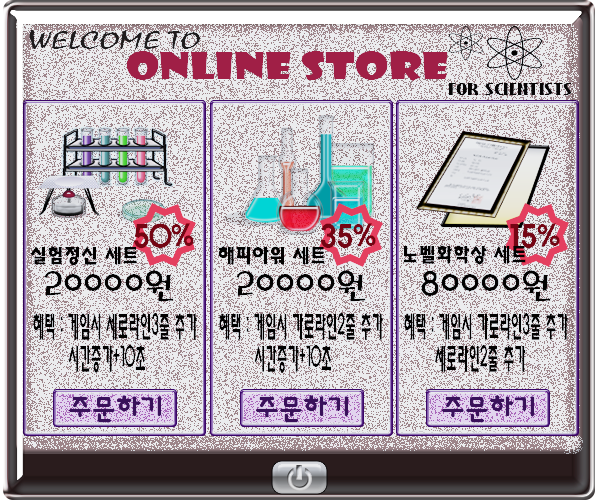 WELCOME TO
ONLINE STORE
FOR SCIENTISTS
50%
실험정신 세트
20000원
혜택 : 게임시 세로라인3줄 추가
시간증가+10초
주문하기
35%
해피아워 세트
20000원
혜택 : 게임시 가로라인2줄 추가
시간증가+10초
주문하기
15%
노벨화학상 세트
80000원
혜택 : 게임시 가로라인3줄 추가
세로라인2줄 추가
주문하기